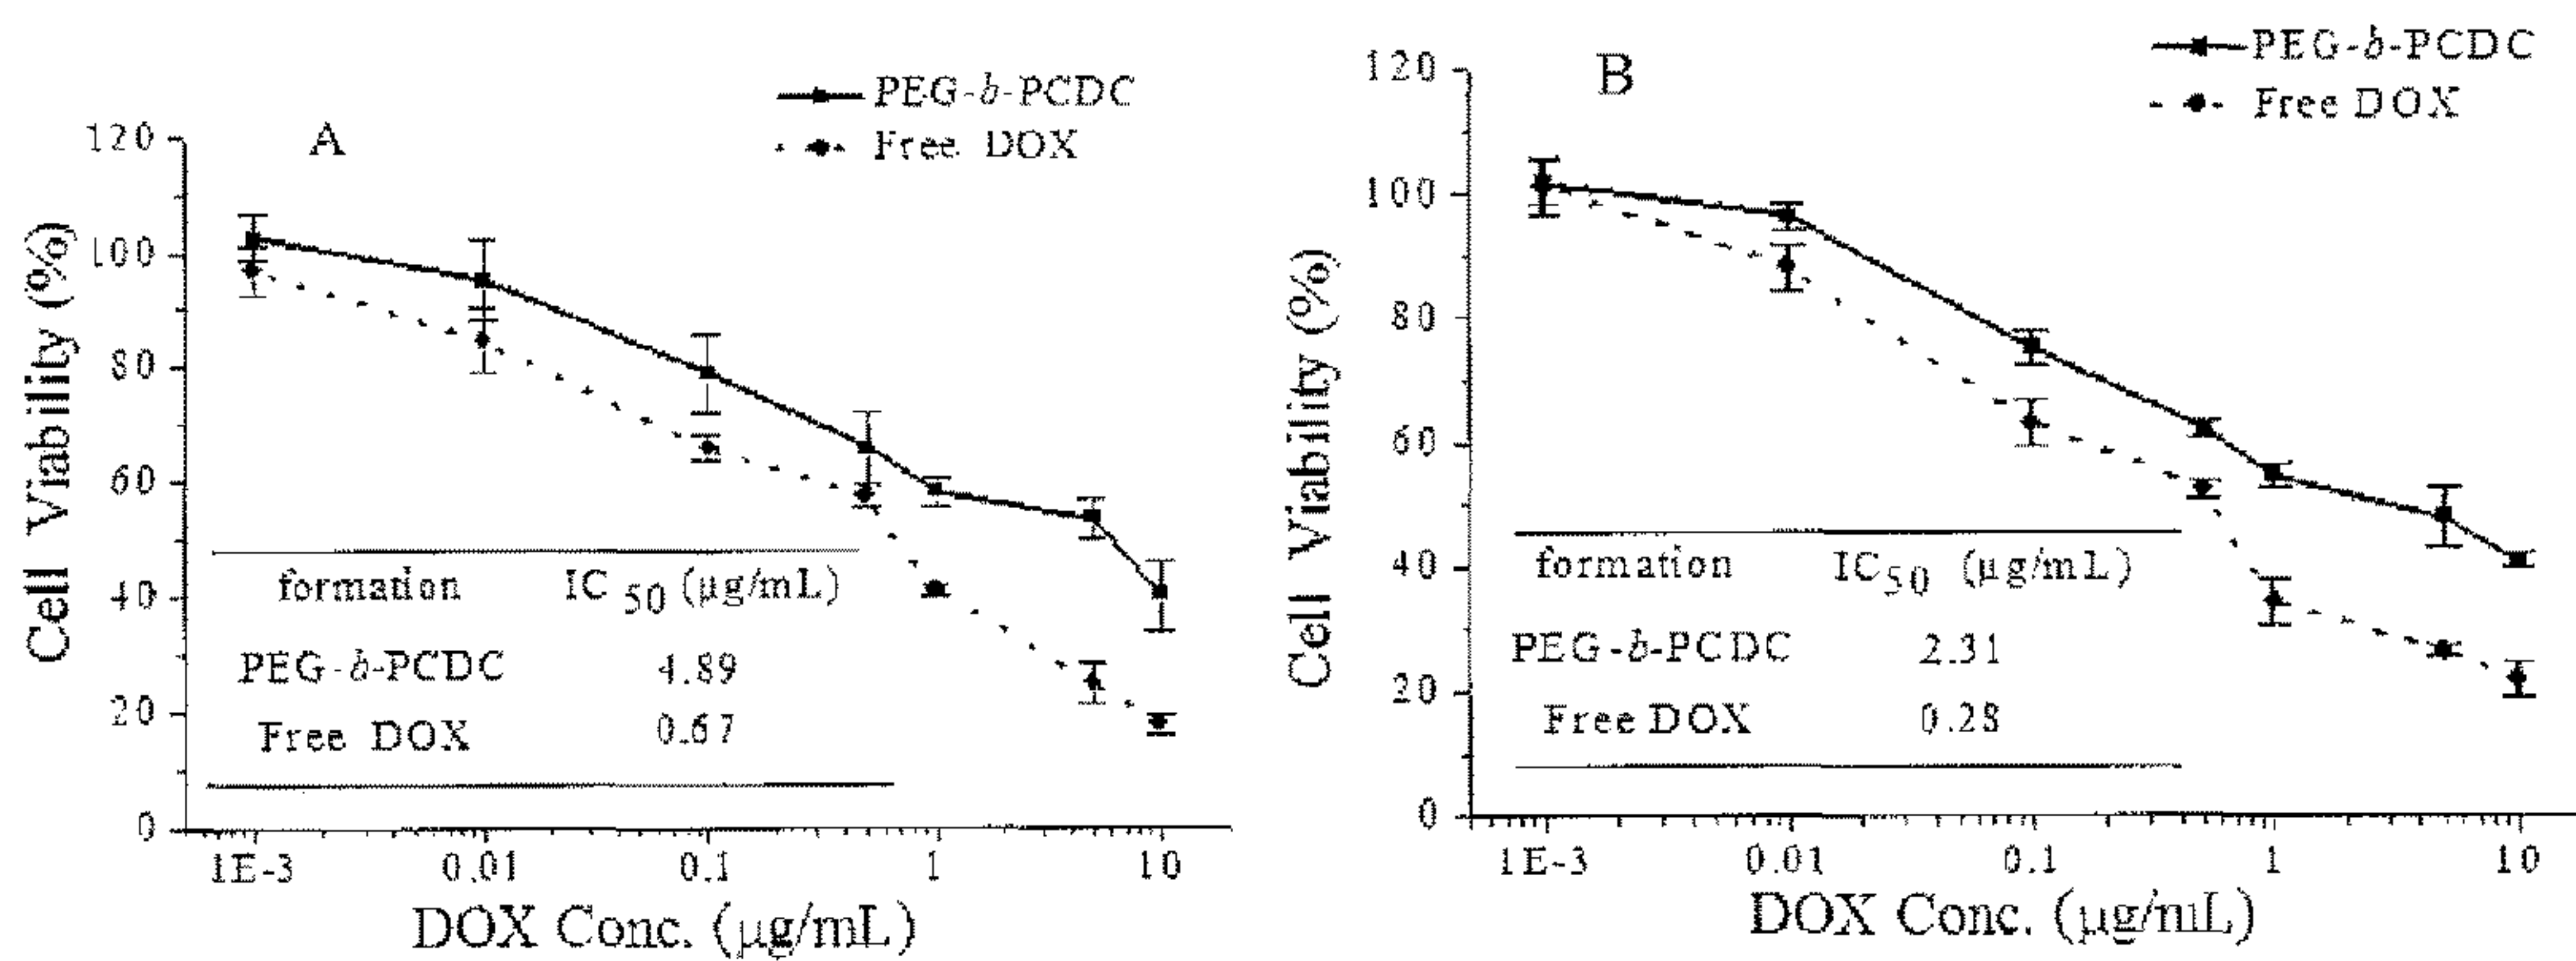 A
PEG-b-PCDC
Free DOX
120
100
80
60
40
20
0
Cell Viability (%)
formation IC 50 (µg/mL)
PEG-b-PCDC 4.89
Free DOX 0.67
1E-3 0.01 0.1 1 10
DOX Conc. (µg/mL)
B
PEG-b-PCDC
Free DOX
120
100
80
60
40
20
0
Cell Viability (%)
formation IC50 (µg/mL)
PEG-b-PCDC 2.31
Free DOX 0.28
1E-3 0.01 0.1 1 10
DOX Conc. (µg/mL)